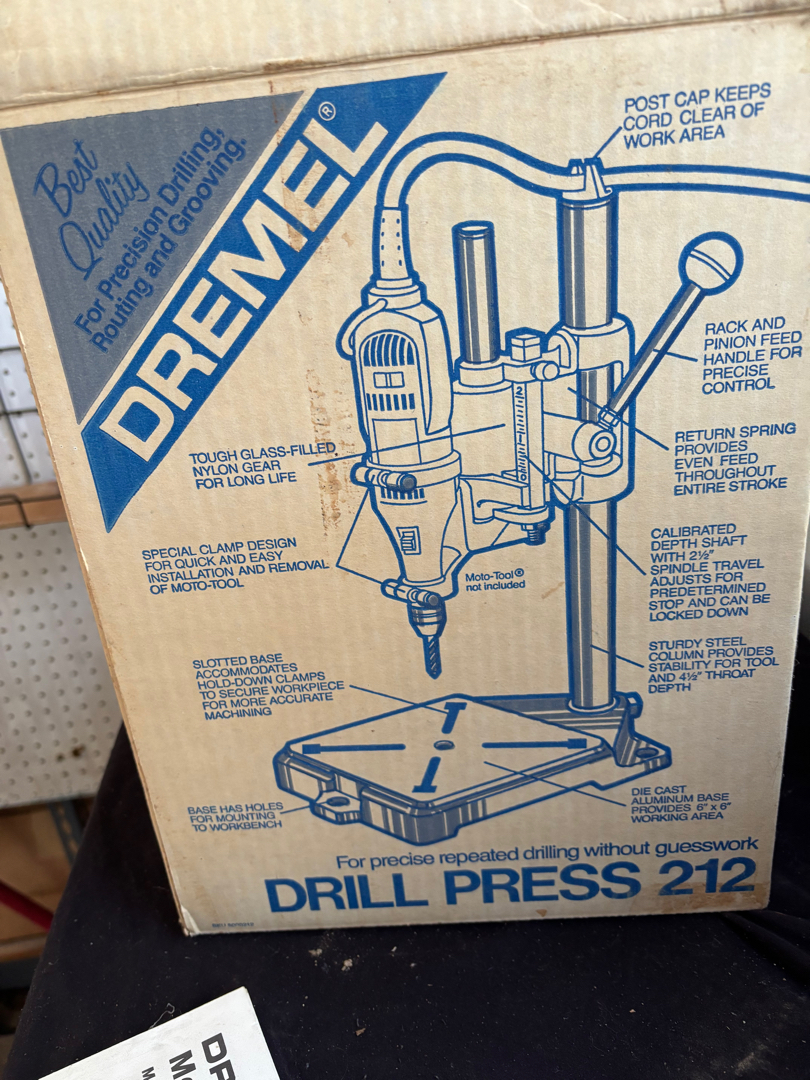 Best
Quality
For Precision Drilling,
Routing and Grooving.
DREMEL®
POST CAP KEEPS
CORD CLEAR OF
WORK AREA
RACK AND
PINION FEED
HANDLE FOR
PRECISE
CONTROL
TOUGH GLASS-FILLED
NYLON GEAR
FOR LONG LIFE
RETURN SPRING
PROVIDES
EVEN FEED
THROUGHOUT
ENTIRE STROKE
SPECIAL CLAMP DESIGN
FOR QUICK AND EASY
INSTALLATION AND REMOVAL
OF MOTO-TOOL
Moto-Tool®
not included
CALIBRATED
DEPTH SHAFT
WITH 2½"
SPINDLE TRAVEL
ADJUSTS FOR
PREDETERMINED
STOP AND CAN BE
LOCKED DOWN
STURDY STEEL
COLUMN PROVIDES
STABILITY FOR TOOL
AND 4½" THROAT
DEPTH
SLOTTED BASE
ACCOMMODATES
HOLD-DOWN CLAMPS
TO SECURE WORKPIECE
FOR MORE ACCURATE
MACHINING
BASE HAS HOLES
FOR MOUNTING
TO WORKBENCH
DIE CAST
ALUMINUM BASE
PROVIDES 6" x 6"
WORKING AREA
For precise repeated drilling without guesswork
DRILL PRESS 212